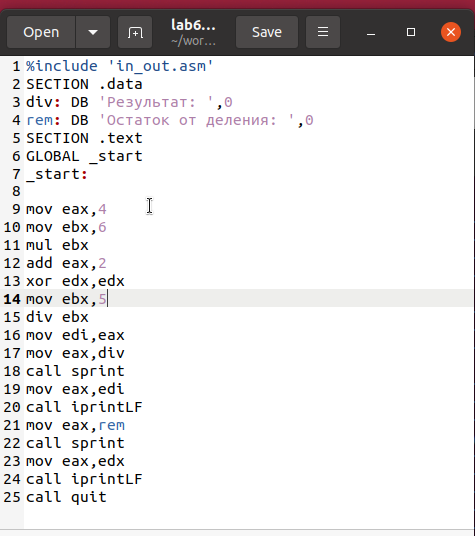 Open
lab6...
~/wor...
Save
1 %include 'in_out.asm'
2 SECTION .data
3 div: DB 'Результат: ',0
4 rem: DB 'Остаток от деления: ',0
5 SECTION .text
6 GLOBAL _start
7 _start:
8
9 mov eax,4
10 mov ebx,6
11 mul ebx
12 add eax,2
13 xor edx,edx
14 mov ebx,5
15 div ebx
16 mov edi,eax
17 mov eax,div
18 call sprint
19 mov eax,edi
20 call iprintLF
21 mov eax,rem
22 call sprint
23 mov eax,edx
24 call iprintLF
25 call quit